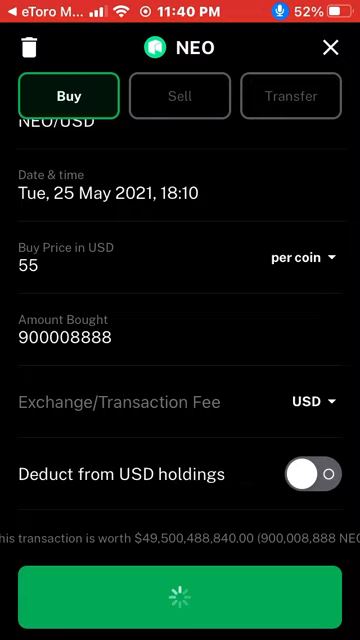 eToro M... 11:40 PM 52%
NEO
Buy Sell Transfer
NEO/USD
Date & time
Tue, 25 May 2021, 18:10
Buy Price in USD
55 per coin
Amount Bought
900008888
Exchange/Transaction Fee USD
Deduct from USD holdings
his transaction is worth $49,500,488,840.00 (900,008,888 NEO